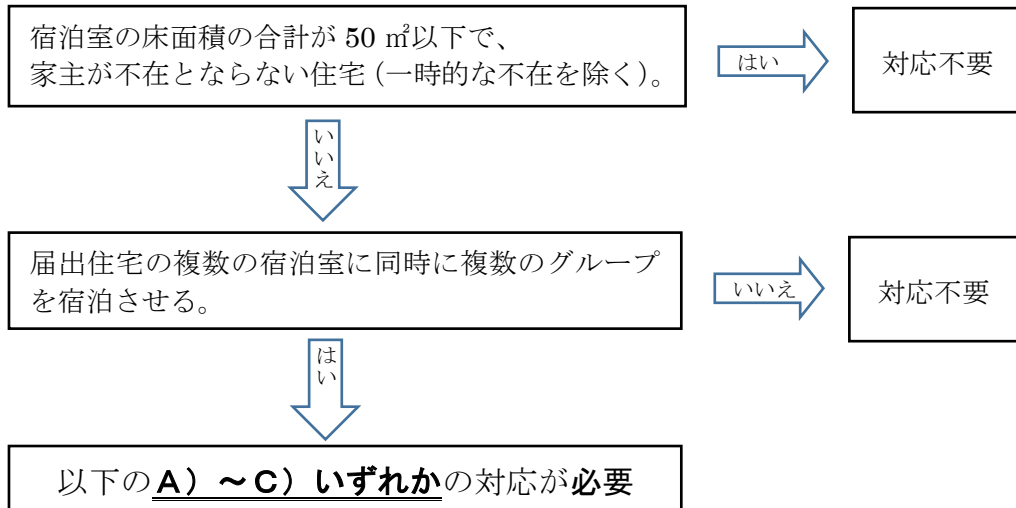 宿泊室の床面積の合計が 50 ㎡以下で、
家主が不在とならない住宅(一時的な不在を除く)。
はい
対応不要
いいえ
届出住宅の複数の宿泊室に同時に複数のグループ
を宿泊させる。
いいえ
対応不要
はい
以下のA)~C)いずれかの対応が必要